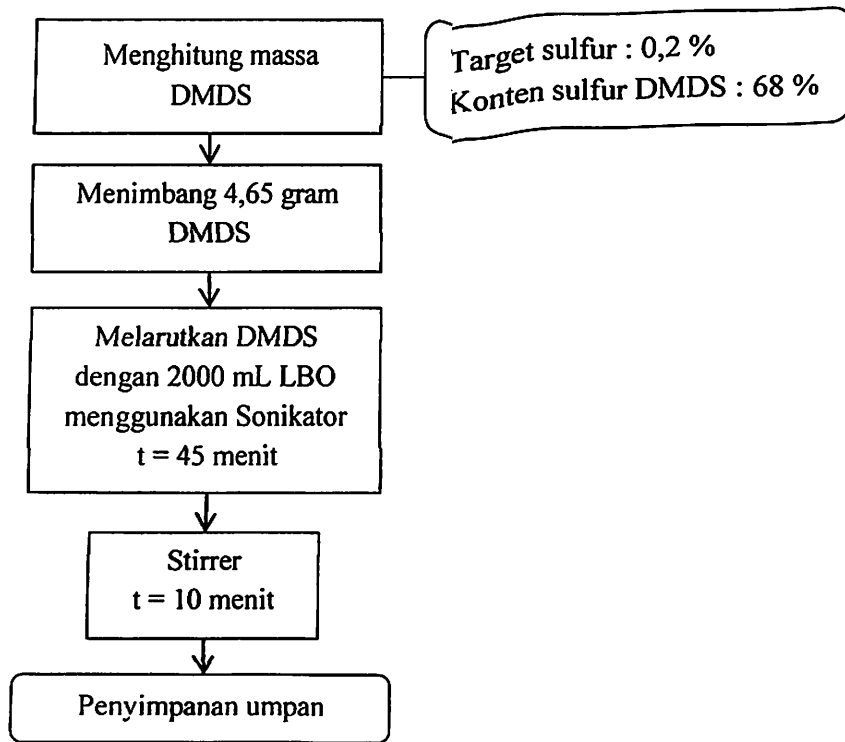 Menghitung massa
DMDS
Target sulfur : 0,2 %
Konten sulfur DMDS : 68 %
Menimbang 4,65 gram
DMDS
Melarutkan DMDS
dengan 2000 mL LBO
menggunakan Sonikator
t = 45 menit
Stirrer
t = 10 menit
Penyimpanan umpan